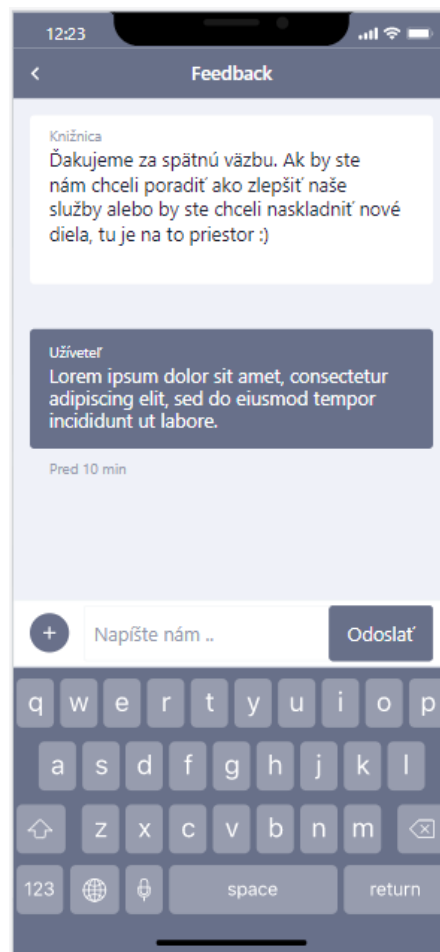 12:23
Feedback
Knižnica
Ďakujeme za spätnú väzbu. Ak by ste
nám chceli poradiť ako zlepšiť naše
služby alebo by ste chceli naskladniť nové
diela, tu je na to priestor :)
Užíveteľ
Lorem ipsum dolor sit amet, consectetur
adipiscing elit, sed do eiusmod tempor
incididunt ut labore.
Pred 10 min
+ Napíšte nám .. Odoslať
q w e r t y u i o p
a s d f g h j k l
z x c v b n m
123 space return